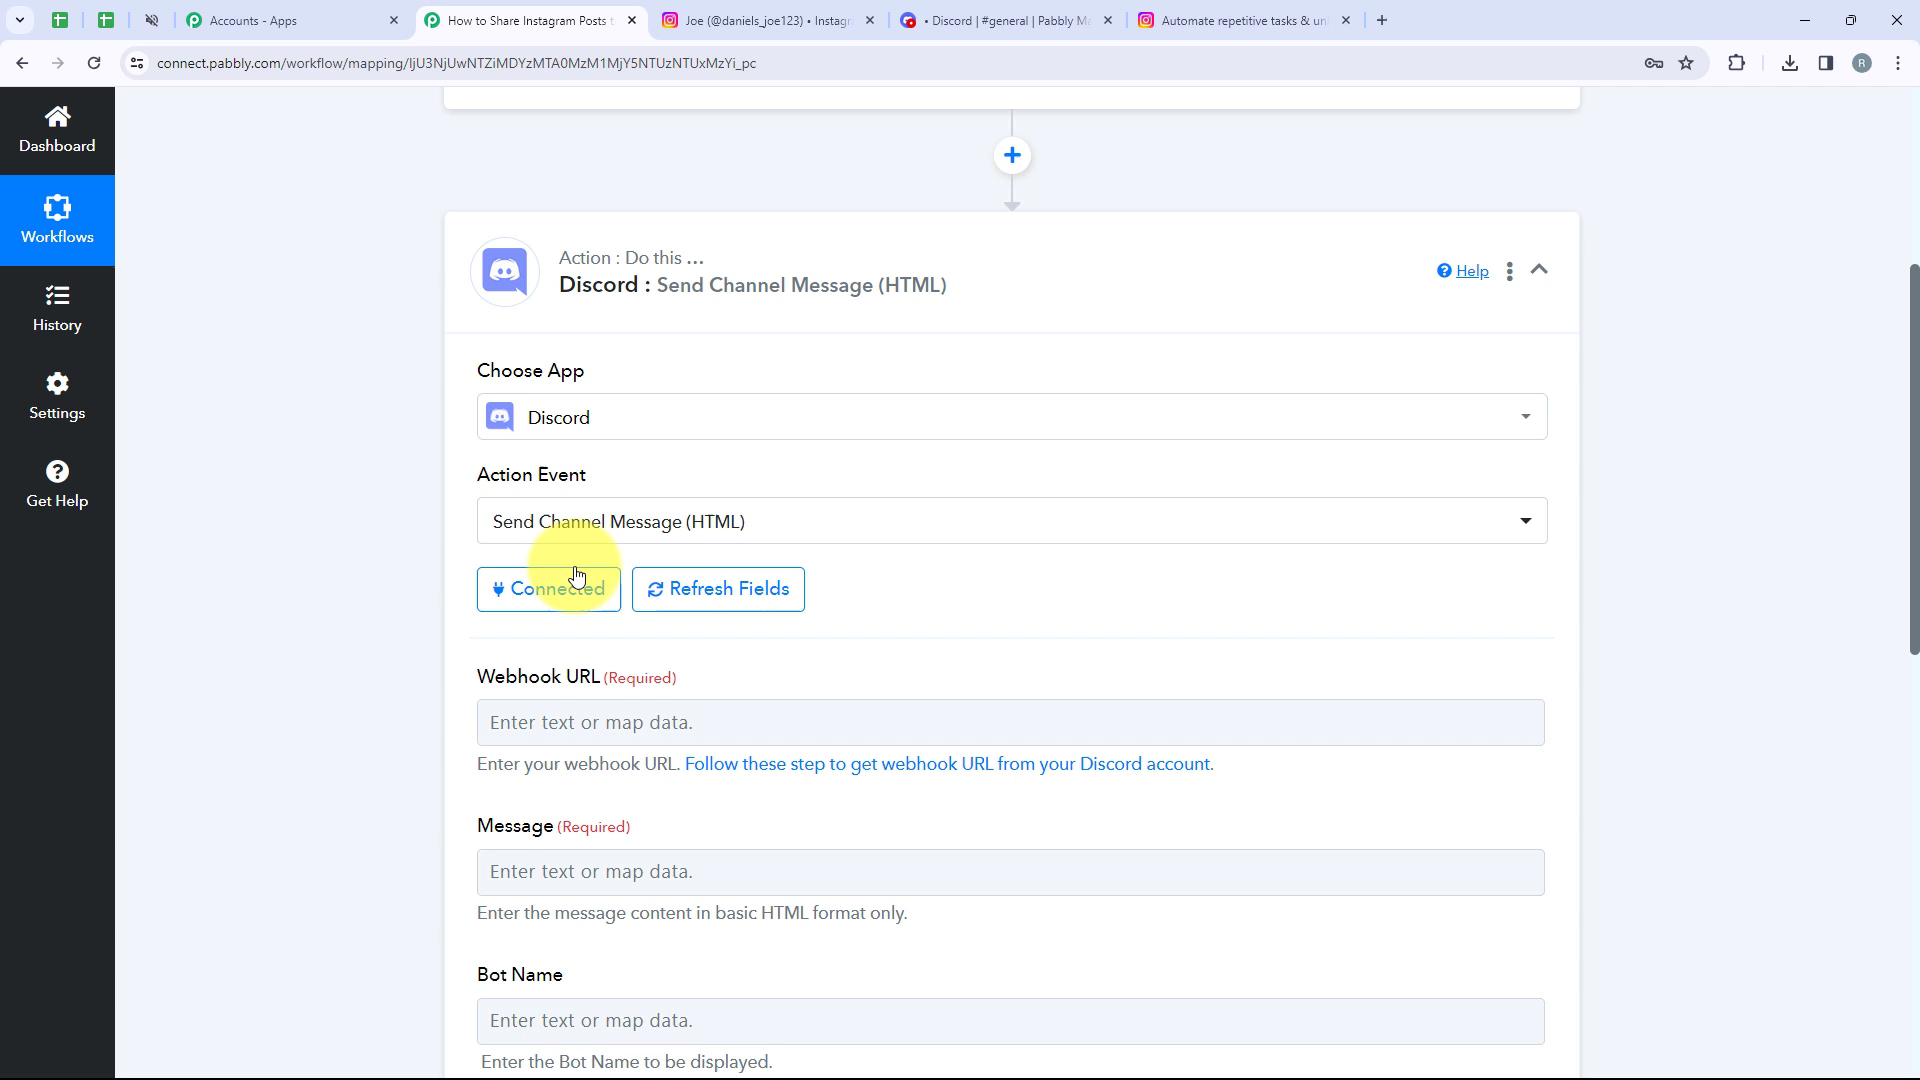 Accounts - Apps
How to Share Instagram Posts t
Joe (@daniels_joe123) • Instagr
• Discord | #general | Pabbly Ma
Automate repetitive tasks & un
connect.pabbly.com/workflow/mapping/
R
Dashboard
Workflows
History
Settings
Get Help
Action : Do this ...
Discord : Send Channel Message (HTML)
Help
Choose App
Discord
Action Event
Send Channel Message (HTML)
Connected
Refresh Fields
Webhook URL (Required)
Enter text or map data.
Enter your webhook URL. Follow these step to get webhook URL from your Discord account.
Message (Required)
Enter text or map data.
Enter the message content in basic HTML format only.
Bot Name
Enter text or map data.
Enter the Bot Name to be displayed.